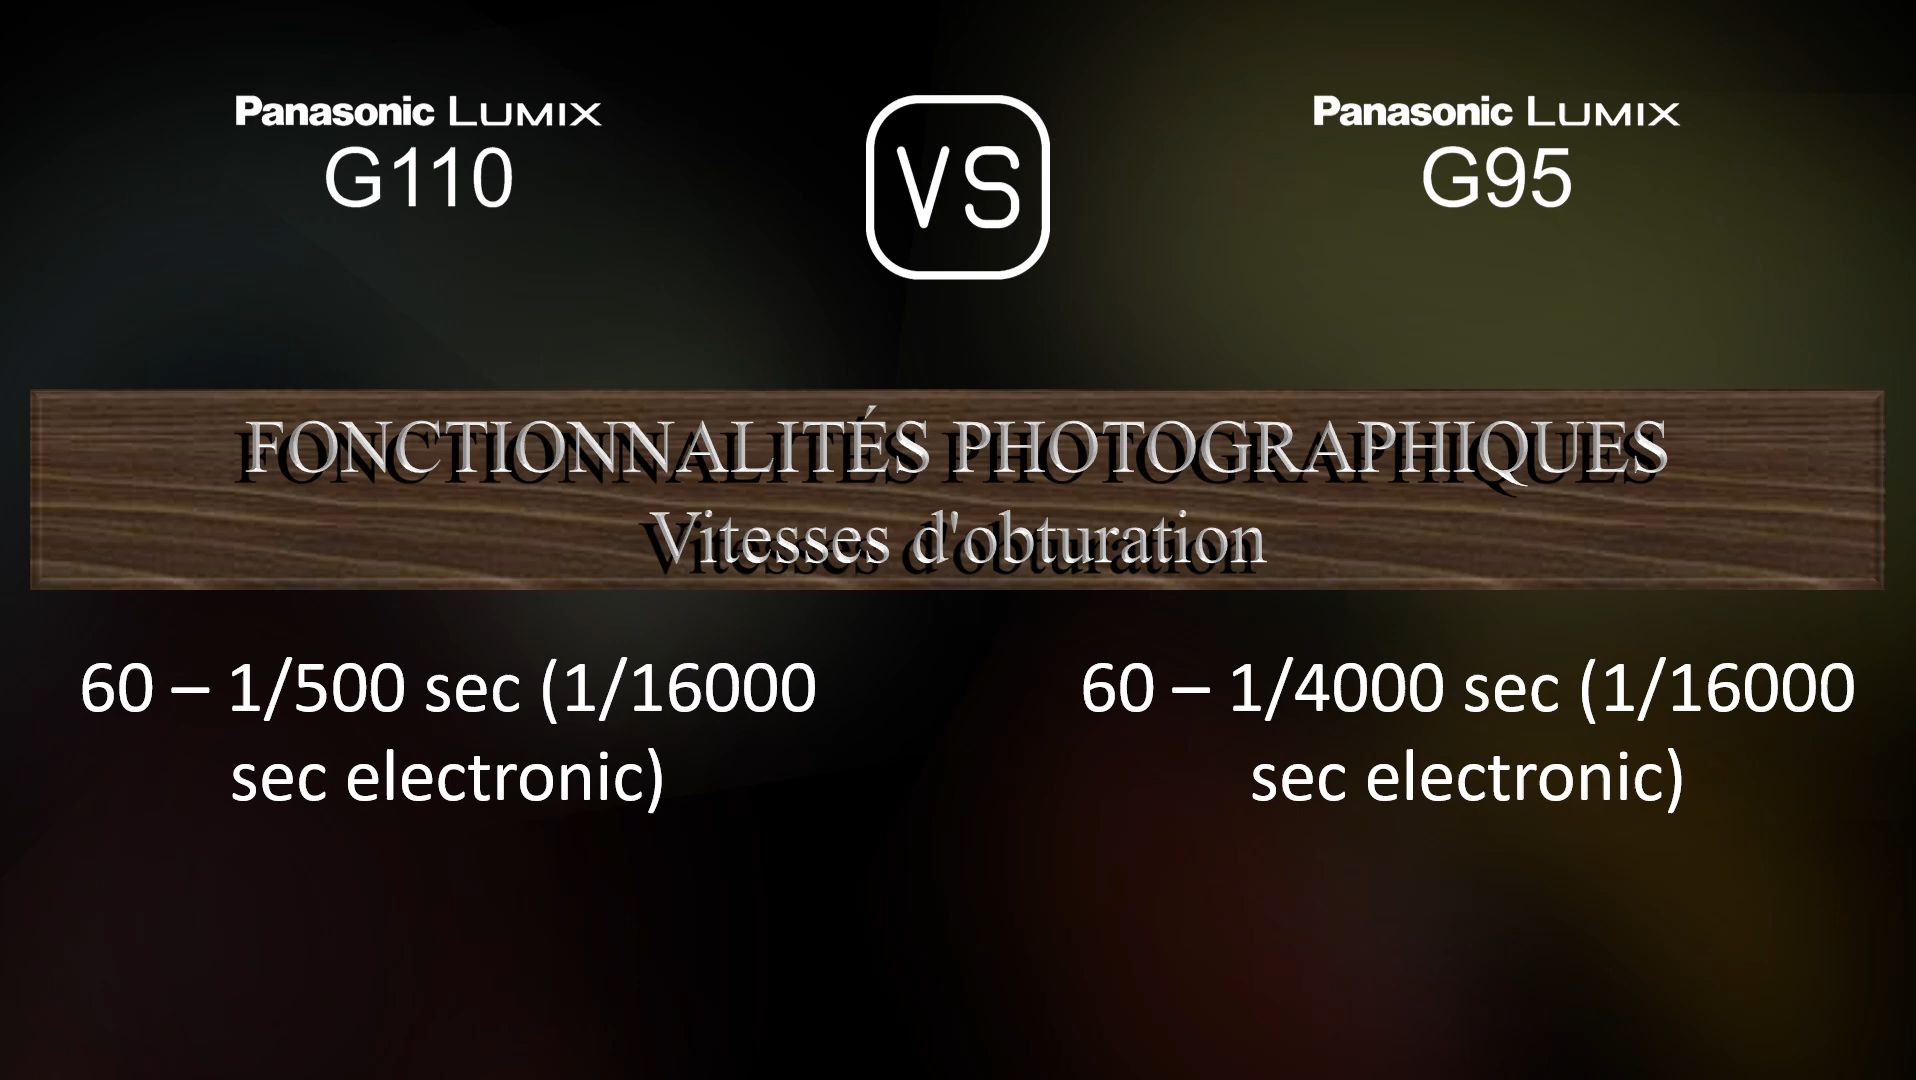 Panasonic LUMIX
G110
VS
Panasonic LUMIX
G95
FONCTIONNALITÉS PHOTOGRAPHIQUES
Vitesses d'obturation
60 – 1/500 sec (1/16000
sec electronic)
60 – 1/4000 sec (1/16000
sec electronic)